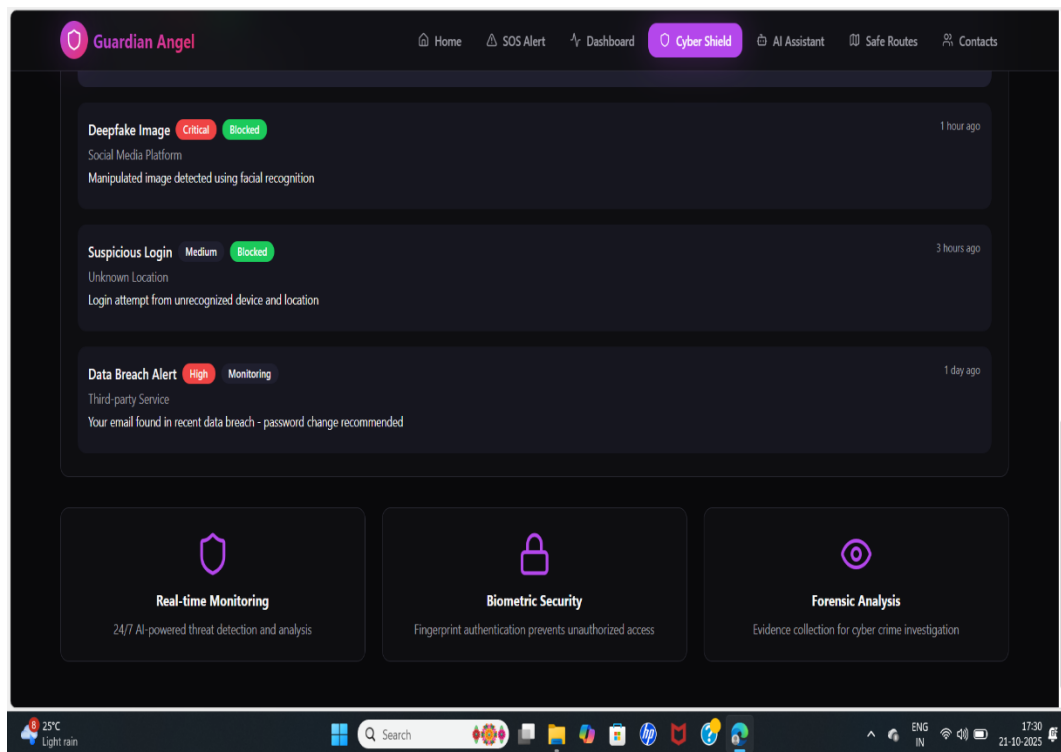 Guardian Angel
Home
SOS Alert
Dashboard
Cyber Shield
AI Assistant
Safe Routes
Contacts
Deepfake Image Critical Blocked
1 hour ago
Social Media Platform
Manipulated image detected using facial recognition
Suspicious Login Medium Blocked
3 hours ago
Unknown Location
Login attempt from unrecognized device and location
Data Breach Alert High Monitoring
1 day ago
Third-party Service
Your email found in recent data breach - password change recommended
Real-time Monitoring
24/7 AI-powered threat detection and analysis
Biometric Security
Fingerprint authentication prevents unauthorized access
Forensic Analysis
Evidence collection for cyber crime investigation
8
25°C
Light rain
Search
hp
ENG
IN
17:30
21-10-2025